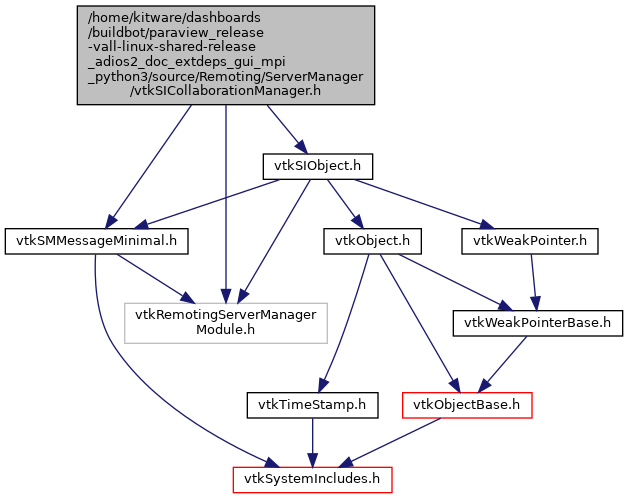 /home/kitware/dashboards
/buildbot/paraview_release
-vall-linux-shared-release
_adios2_doc_extdeps_gui_mpi
_python3/source/Remoting/ServerManager
/vtkSICollaborationManager.h
vtkSIObject.h
vtkSMMessageMinimal.h
vtkObject.h
vtkWeakPointer.h
vtkRemotingServerManager
Module.h
vtkWeakPointerBase.h
vtkTimeStamp.h
vtkObjectBase.h
vtkSystemIncludes.h